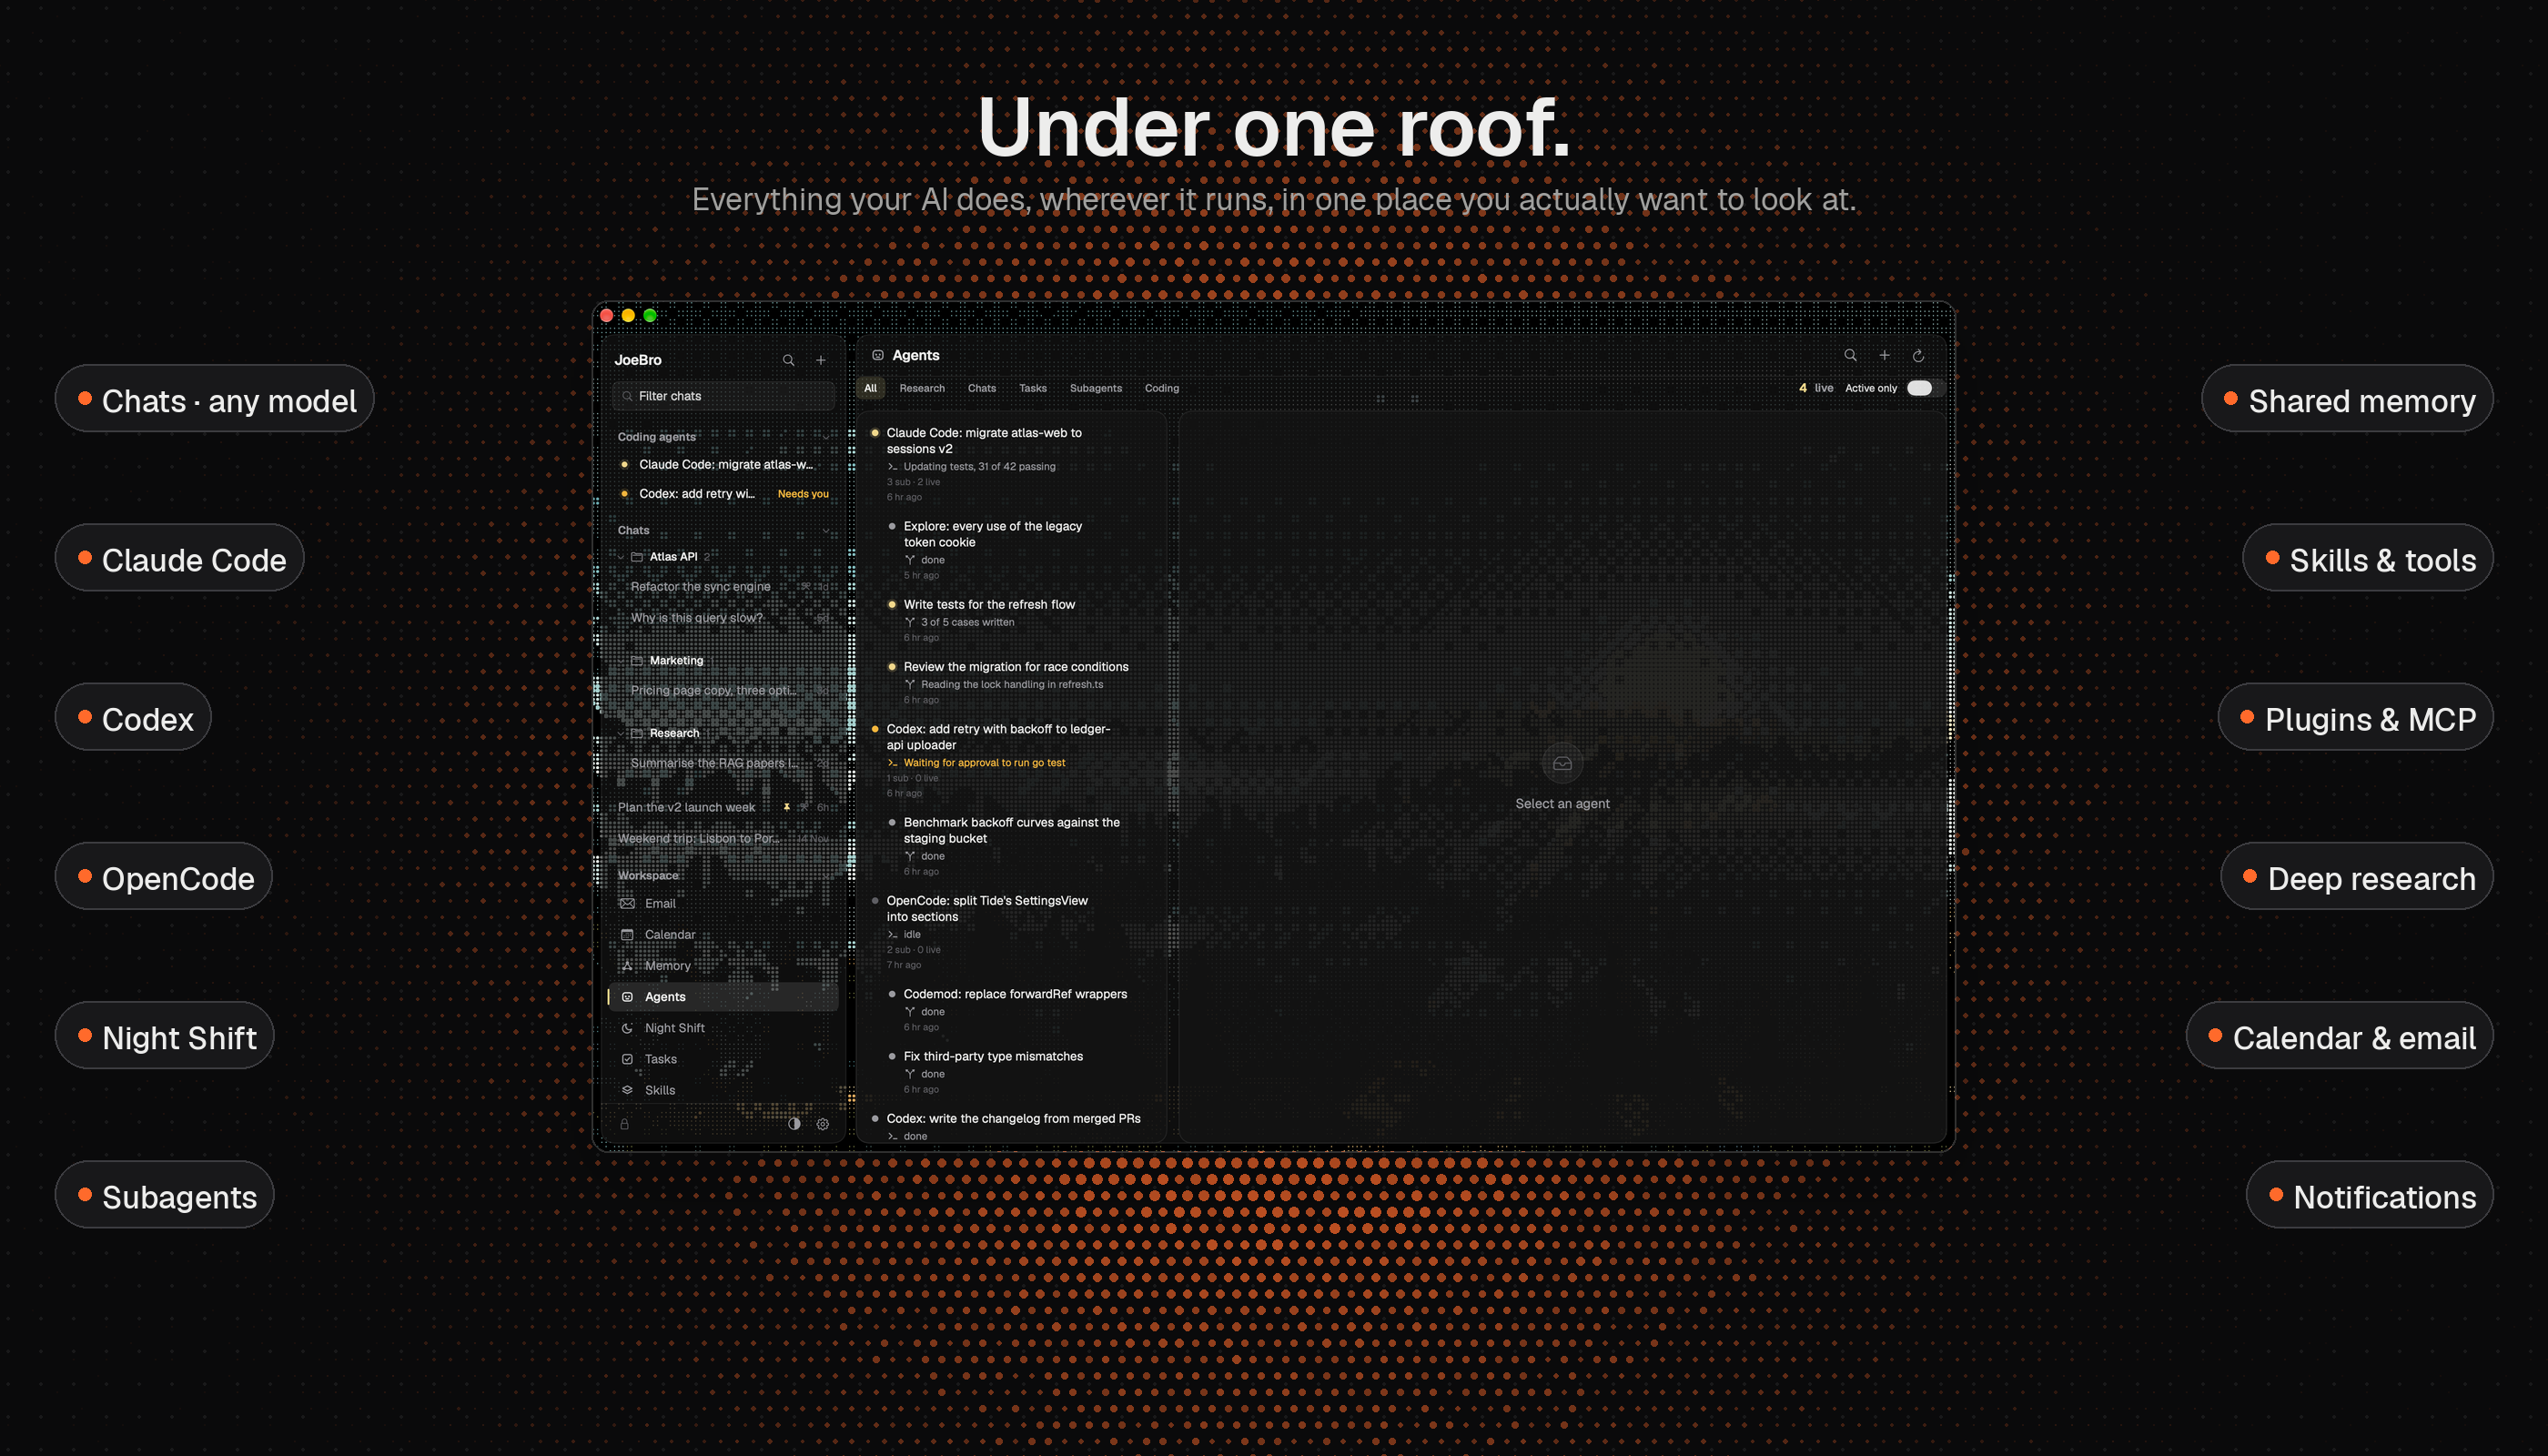 Under one roof.
Everything your AI does, wherever it runs, in one place you actually want to look at.
Chats · any model
Claude Code
Codex
OpenCode
Night Shift
Subagents
JoeBro
Filter chats
Coding agents
Claude Code: migrate atlas-w...
Codex: add retry wi... Needs you
Chats
Atlas API 2
Refactor the sync engine 1d
Why is this query slow? 5d
Marketing
Pricing page copy, three opti...
Research
Summarise the RAG papers I... 2d
Plan the v2 launch week 6h
Weekend trip: Lisbon to Por... 14 Nov
Workspace
Email
Calendar
Memory
Agents
Night Shift
Tasks
Skills
Agents
All Research Chats Tasks Subagents Coding
4 live Active only
Claude Code: migrate atlas-web to
sessions v2
Updating tests, 31 of 42 passing
3 sub · 2 live
6 hr ago
Explore: every use of the legacy
token cookie
done
5 hr ago
Write tests for the refresh flow
3 of 5 cases written
6 hr ago
Review the migration for race conditions
Reading the lock handling in refresh.ts
6 hr ago
Codex: add retry with backoff to ledger-
api uploader
Waiting for approval to run go test
1 sub · 0 live
6 hr ago
Benchmark backoff curves against the
staging bucket
done
6 hr ago
OpenCode: split Tide's SettingsView
into sections
idle
2 sub · 0 live
7 hr ago
Codemod: replace forwardRef wrappers
done
6 hr ago
Fix third-party type mismatches
done
6 hr ago
Codex: write the changelog from merged PRs
done
Select an agent
Shared memory
Skills & tools
Plugins & MCP
Deep research
Calendar & email
Notifications